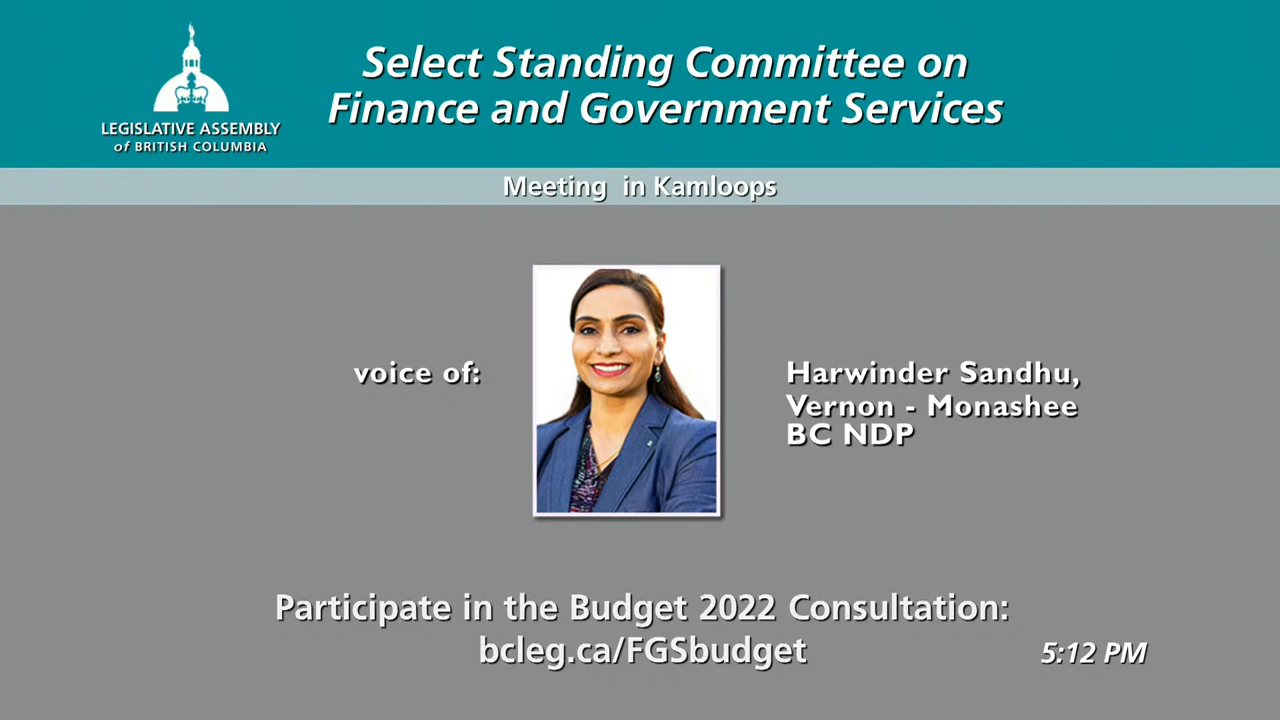 LEGISLATIVE ASSEMBLY
of BRITISH COLUMBIA
Select Standing Committee on
Finance and Government Services
Meeting in Kamloops
voice of:
Harwinder Sandhu,
Vernon - Monashee
BC NDP
Participate in the Budget 2022 Consultation:
bcleg.ca/FGSbudget
5:12 PM